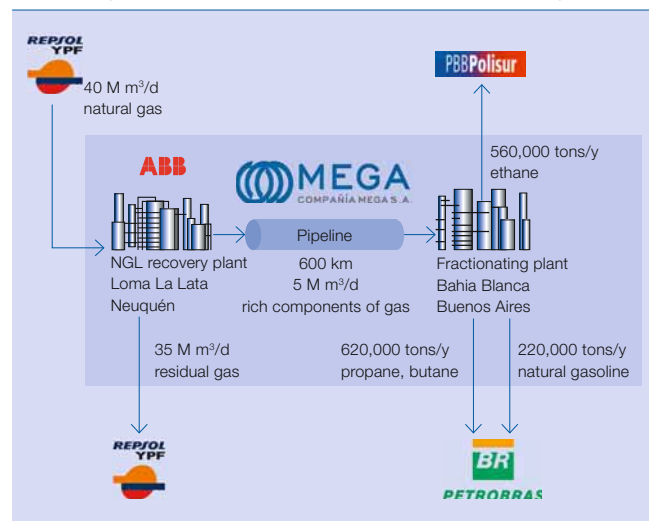 REPSOL
YPF
40 M m³/d
natural gas
PBBPolisur
560,000 tons/y
ethane
ABB
MEGA
COMPAÑÍA MEGA S.A.
Pipeline
NGL recovery plant
Loma La Lata
Neuquén
600 km
5 M m³/d
rich components of gas
Fractionating plant
Bahia Blanca
Buenos Aires
35 M m³/d
residual gas
620,000 tons/y
propane, butane
220,000 tons/y
natural gasoline
REPSOL
YPF
BR
PETROBRAS